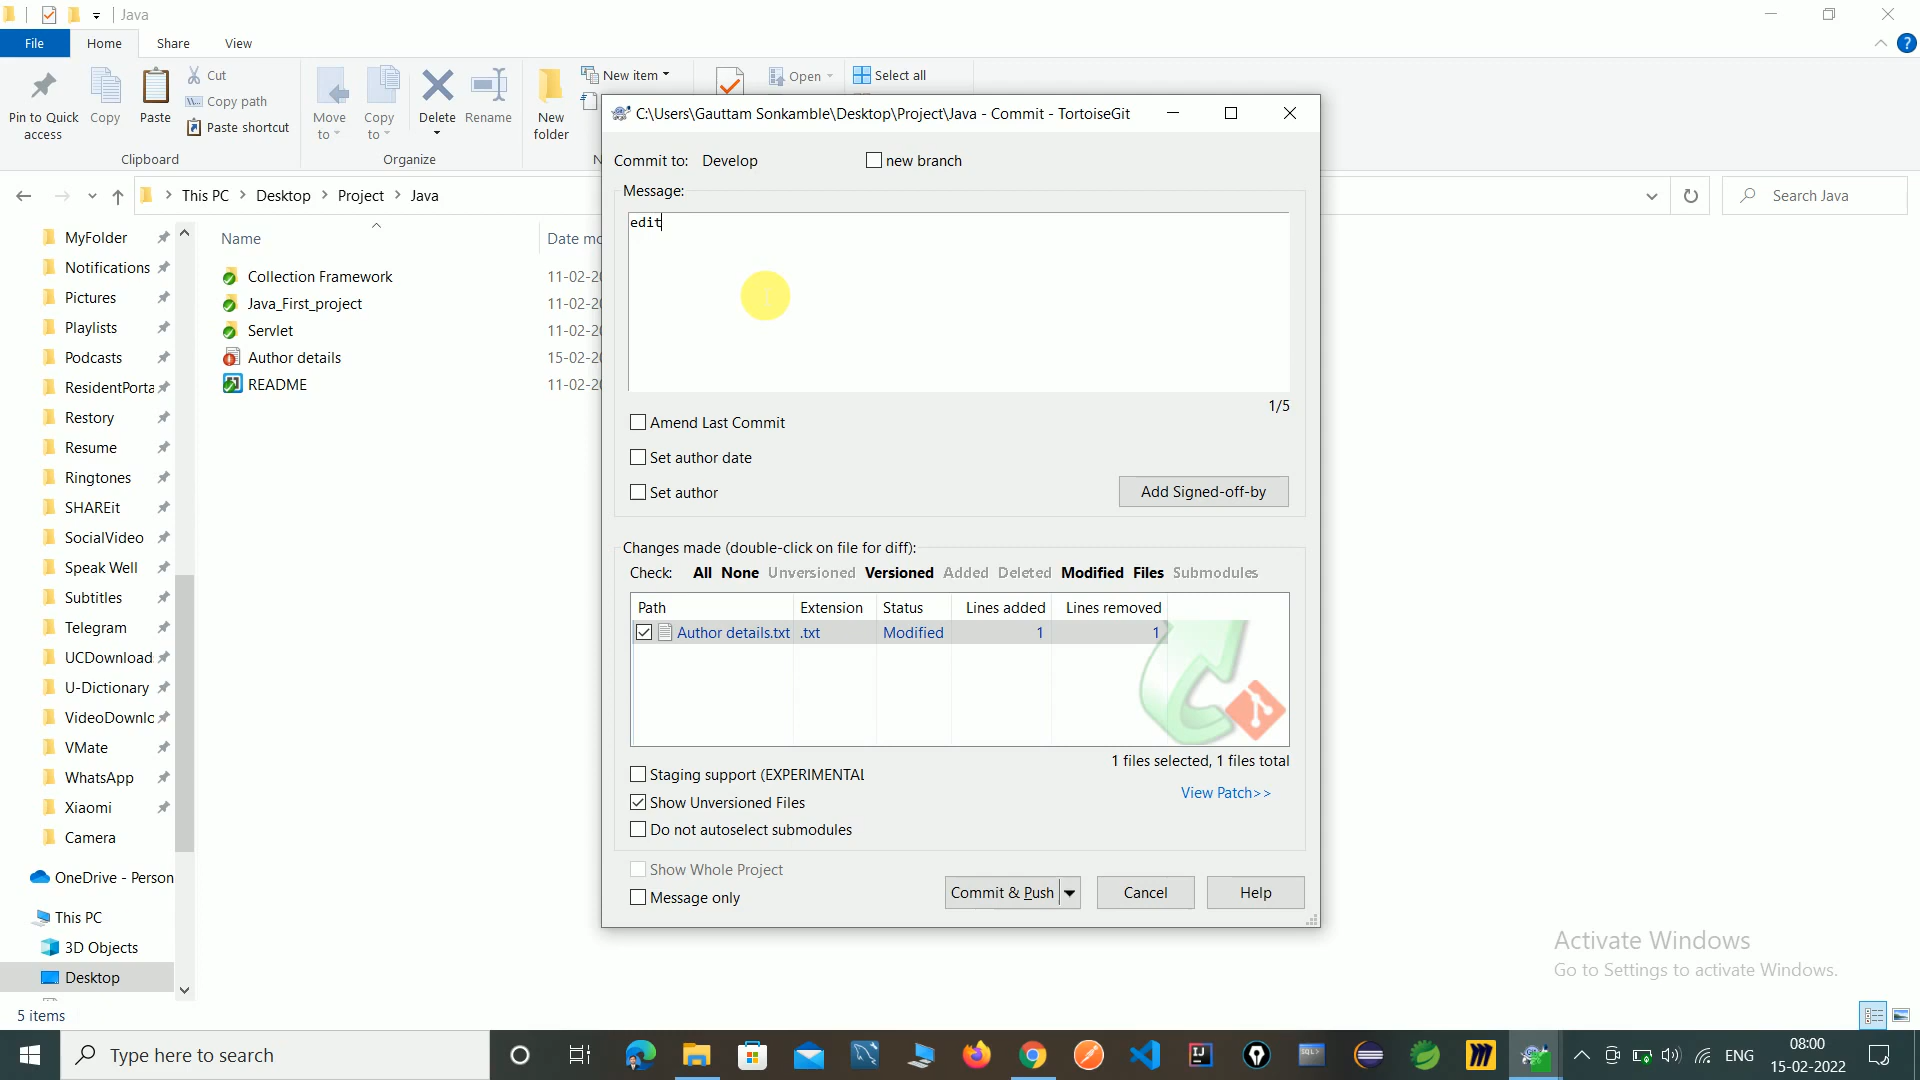 Java
File
Home
Share
View
Pin to Quick access
Copy
Paste
Cut
Copy path
Paste shortcut
Clipboard
Move to
Copy to
Delete
Rename
Organize
New folder
New item
Open
Select all
This PC > Desktop > Project > Java
Search Java
MyFolder
Notifications
Pictures
Playlists
Podcasts
ResidentPorta
Restory
Resume
Ringtones
SHAREit
SocialVideo
Speak Well
Subtitles
Telegram
UCDownload
U-Dictionary
VideoDownlo
VMate
WhatsApp
Xiaomi
Camera
OneDrive - Person
This PC
3D Objects
Desktop
5 items
Name
Date mo
Collection Framework 11-02-20
Java_First_project 11-02-20
Servlet 11-02-20
Author details 15-02-20
README 11-02-20
C:\Users\Gauttam Sonkamble\Desktop\Project\Java - Commit - TortoiseGit
Commit to: Develop
new branch
Message:
edit
1/5
Amend Last Commit
Set author date
Set author
Add Signed-off-by
Changes made (double-click on file for diff):
Check: All None Unversioned Versioned Added Deleted Modified Files Submodules
Path Extension Status Lines added Lines removed
Author details.txt .txt Modified 1 1
1 files selected, 1 files total
Staging support (EXPERIMENTAL
View Patch>>
Show Unversioned Files
Do not autoselect submodules
Show Whole Project
Message only
Commit & Push
Cancel
Help
Activate Windows
Go to Settings to activate Windows.
Type here to search
ENG
08:00
15-02-2022